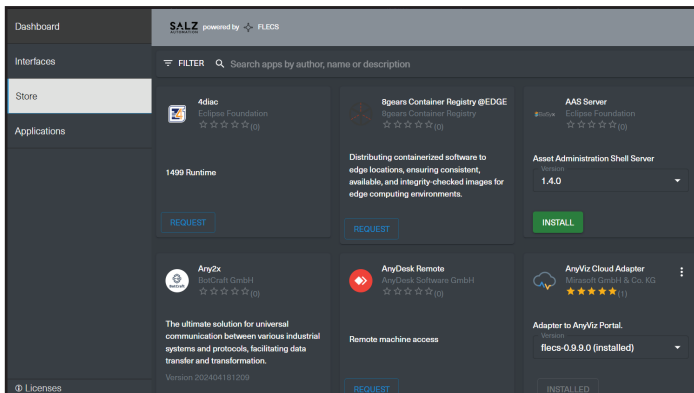 Dashboard
Interfaces
Store
Applications
Licenses
SALZ
AUTOMATION
powered by FLECS
FILTER
Search apps by author, name or description
4diac
Eclipse Foundation
(0)
1499 Runtime
REQUEST
8gears Container Registry @EDGE
8gears Container Registry
(0)
Distributing containerized software to
edge locations, ensuring consistent,
available, and integrity-checked images for
edge computing environments.
REQUEST
AAS Server
Eclipse Foundation
(0)
Asset Administration Shell Server
Version
1.4.0
INSTALL
Any2x
BotCraft GmbH
(0)
BotCraft
The ultimate solution for universal
communication between various industrial
systems and protocols, facilitating data
transfer and transformation.
Version 202404181209
AnyDesk Remote
AnyDesk Software GmbH
(0)
Remote machine access
REQUEST
AnyViz Cloud Adapter
Mirasoft GmbH & Co. KG
(1)
Adapter to AnyViz Portal.
Version
flecs-0.9.9.0 (installed)
INSTALLED